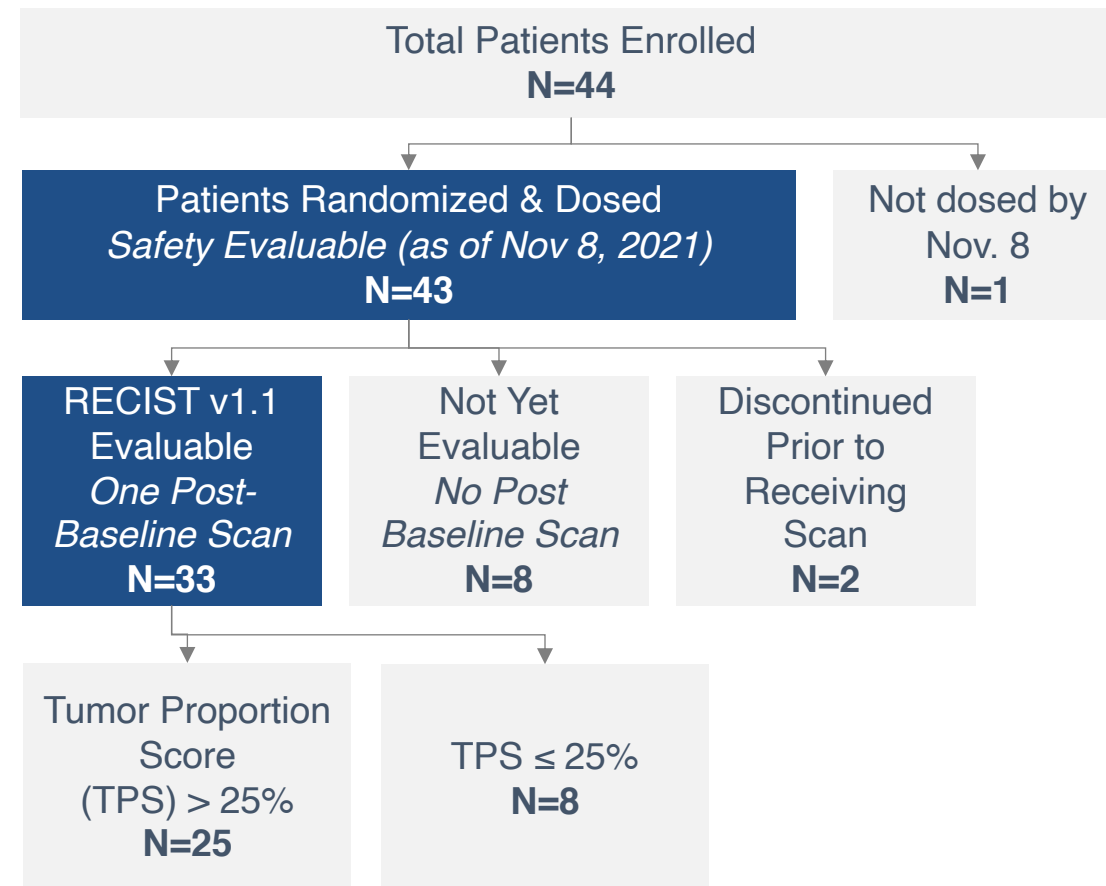 Total Patients Enrolled
N=44
Patients Randomized & Dosed
Safety Evaluable (as of Nov 8, 2021)
N=43
Not dosed by
Nov. 8
N=1
RECIST v1.1
Evaluable
One Post-
Baseline Scan
N=33
Not Yet
Evaluable
No Post
Baseline Scan
N=8
Discontinued
Prior to
Receiving
Scan
N=2
Tumor Proportion
Score
(TPS) > 25%
N=25
TPS ≤ 25%
N=8